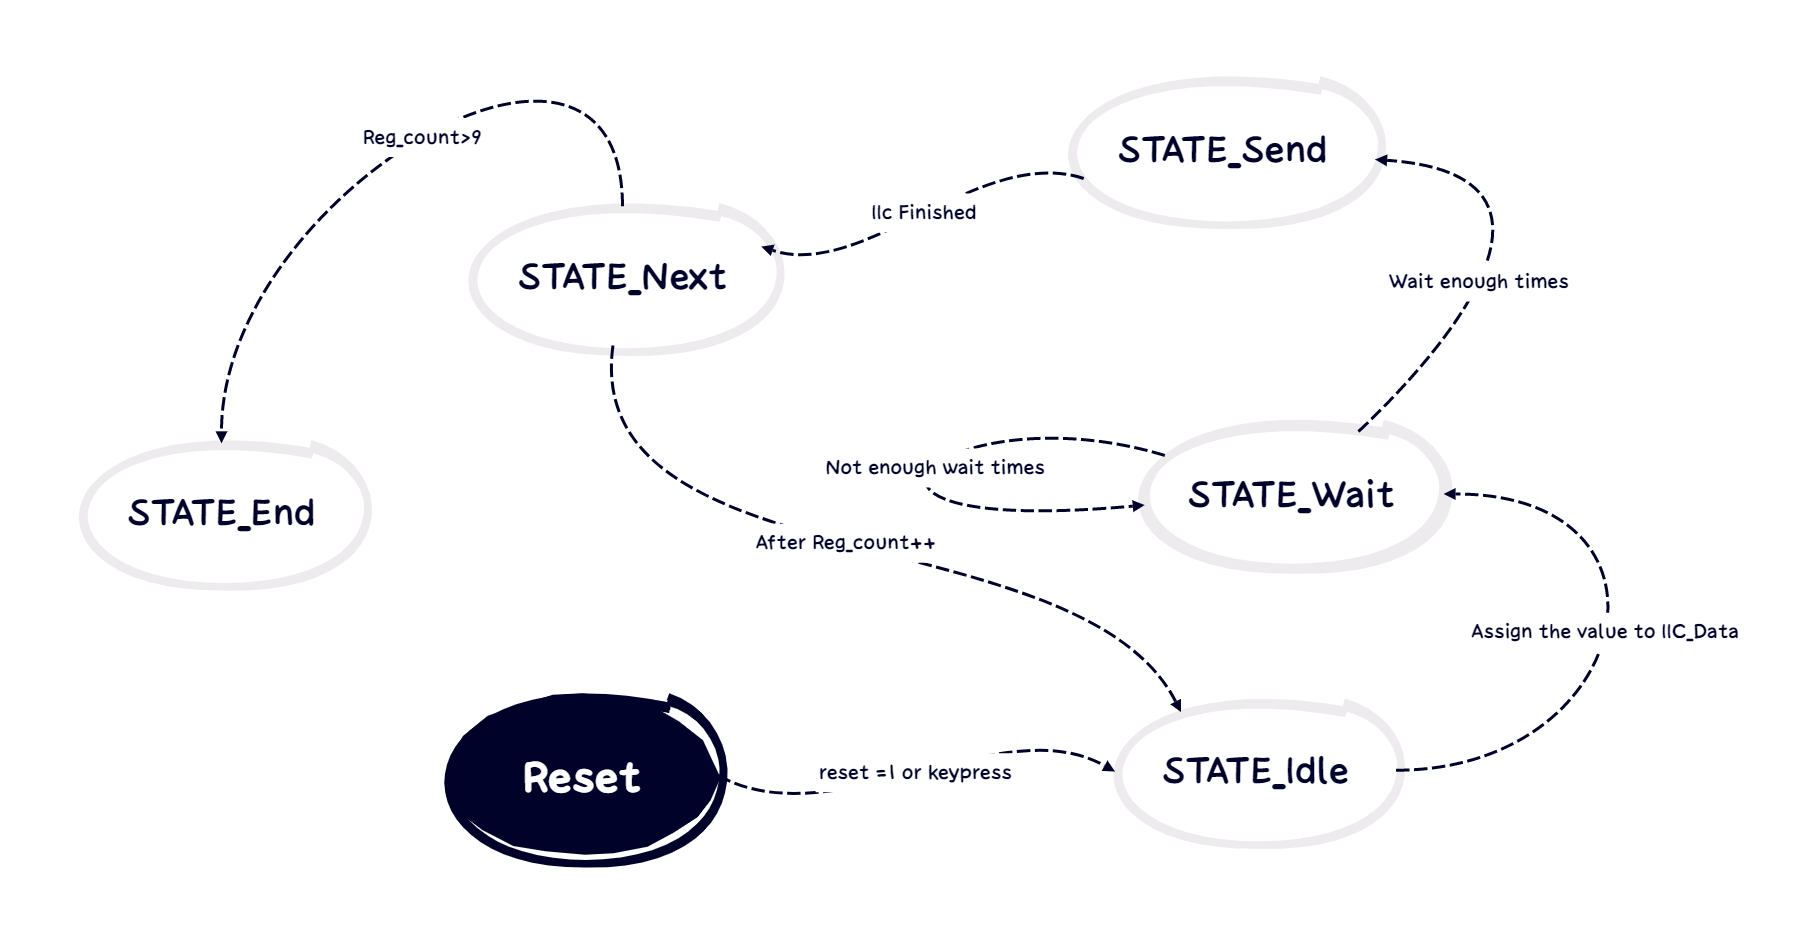 STATE_Send
Reg_count>9
IIc Finished
STATE_Next
Wait enough times
Not enough wait times
STATE_Wait
STATE_End
After Reg_count++
Assign the value to IIC_Data
Reset
reset =1 or keypress
STATE_Idle